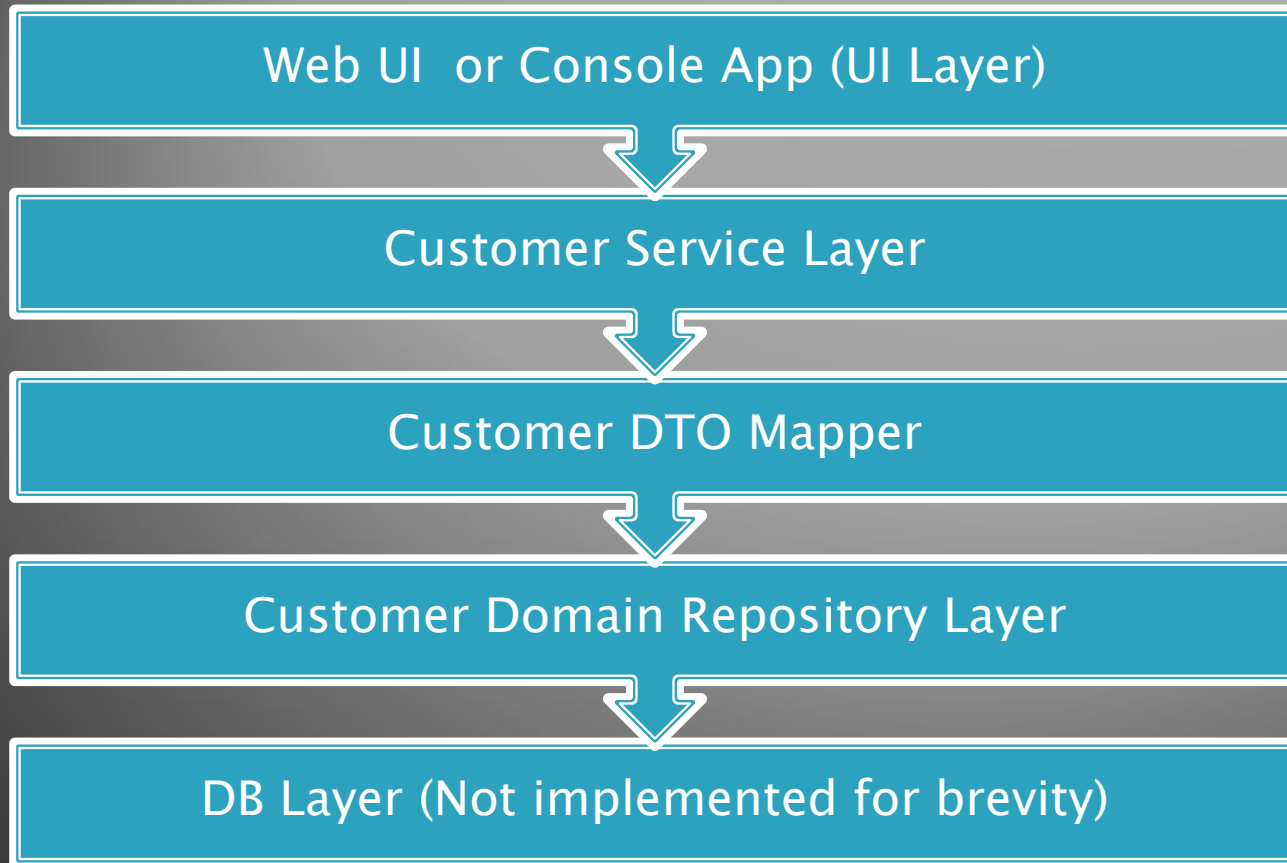 Web UI or Console App (UI Layer)
Customer Service Layer
Customer DTO Mapper
Customer Domain Repository Layer
DB Layer (Not implemented for brevity)